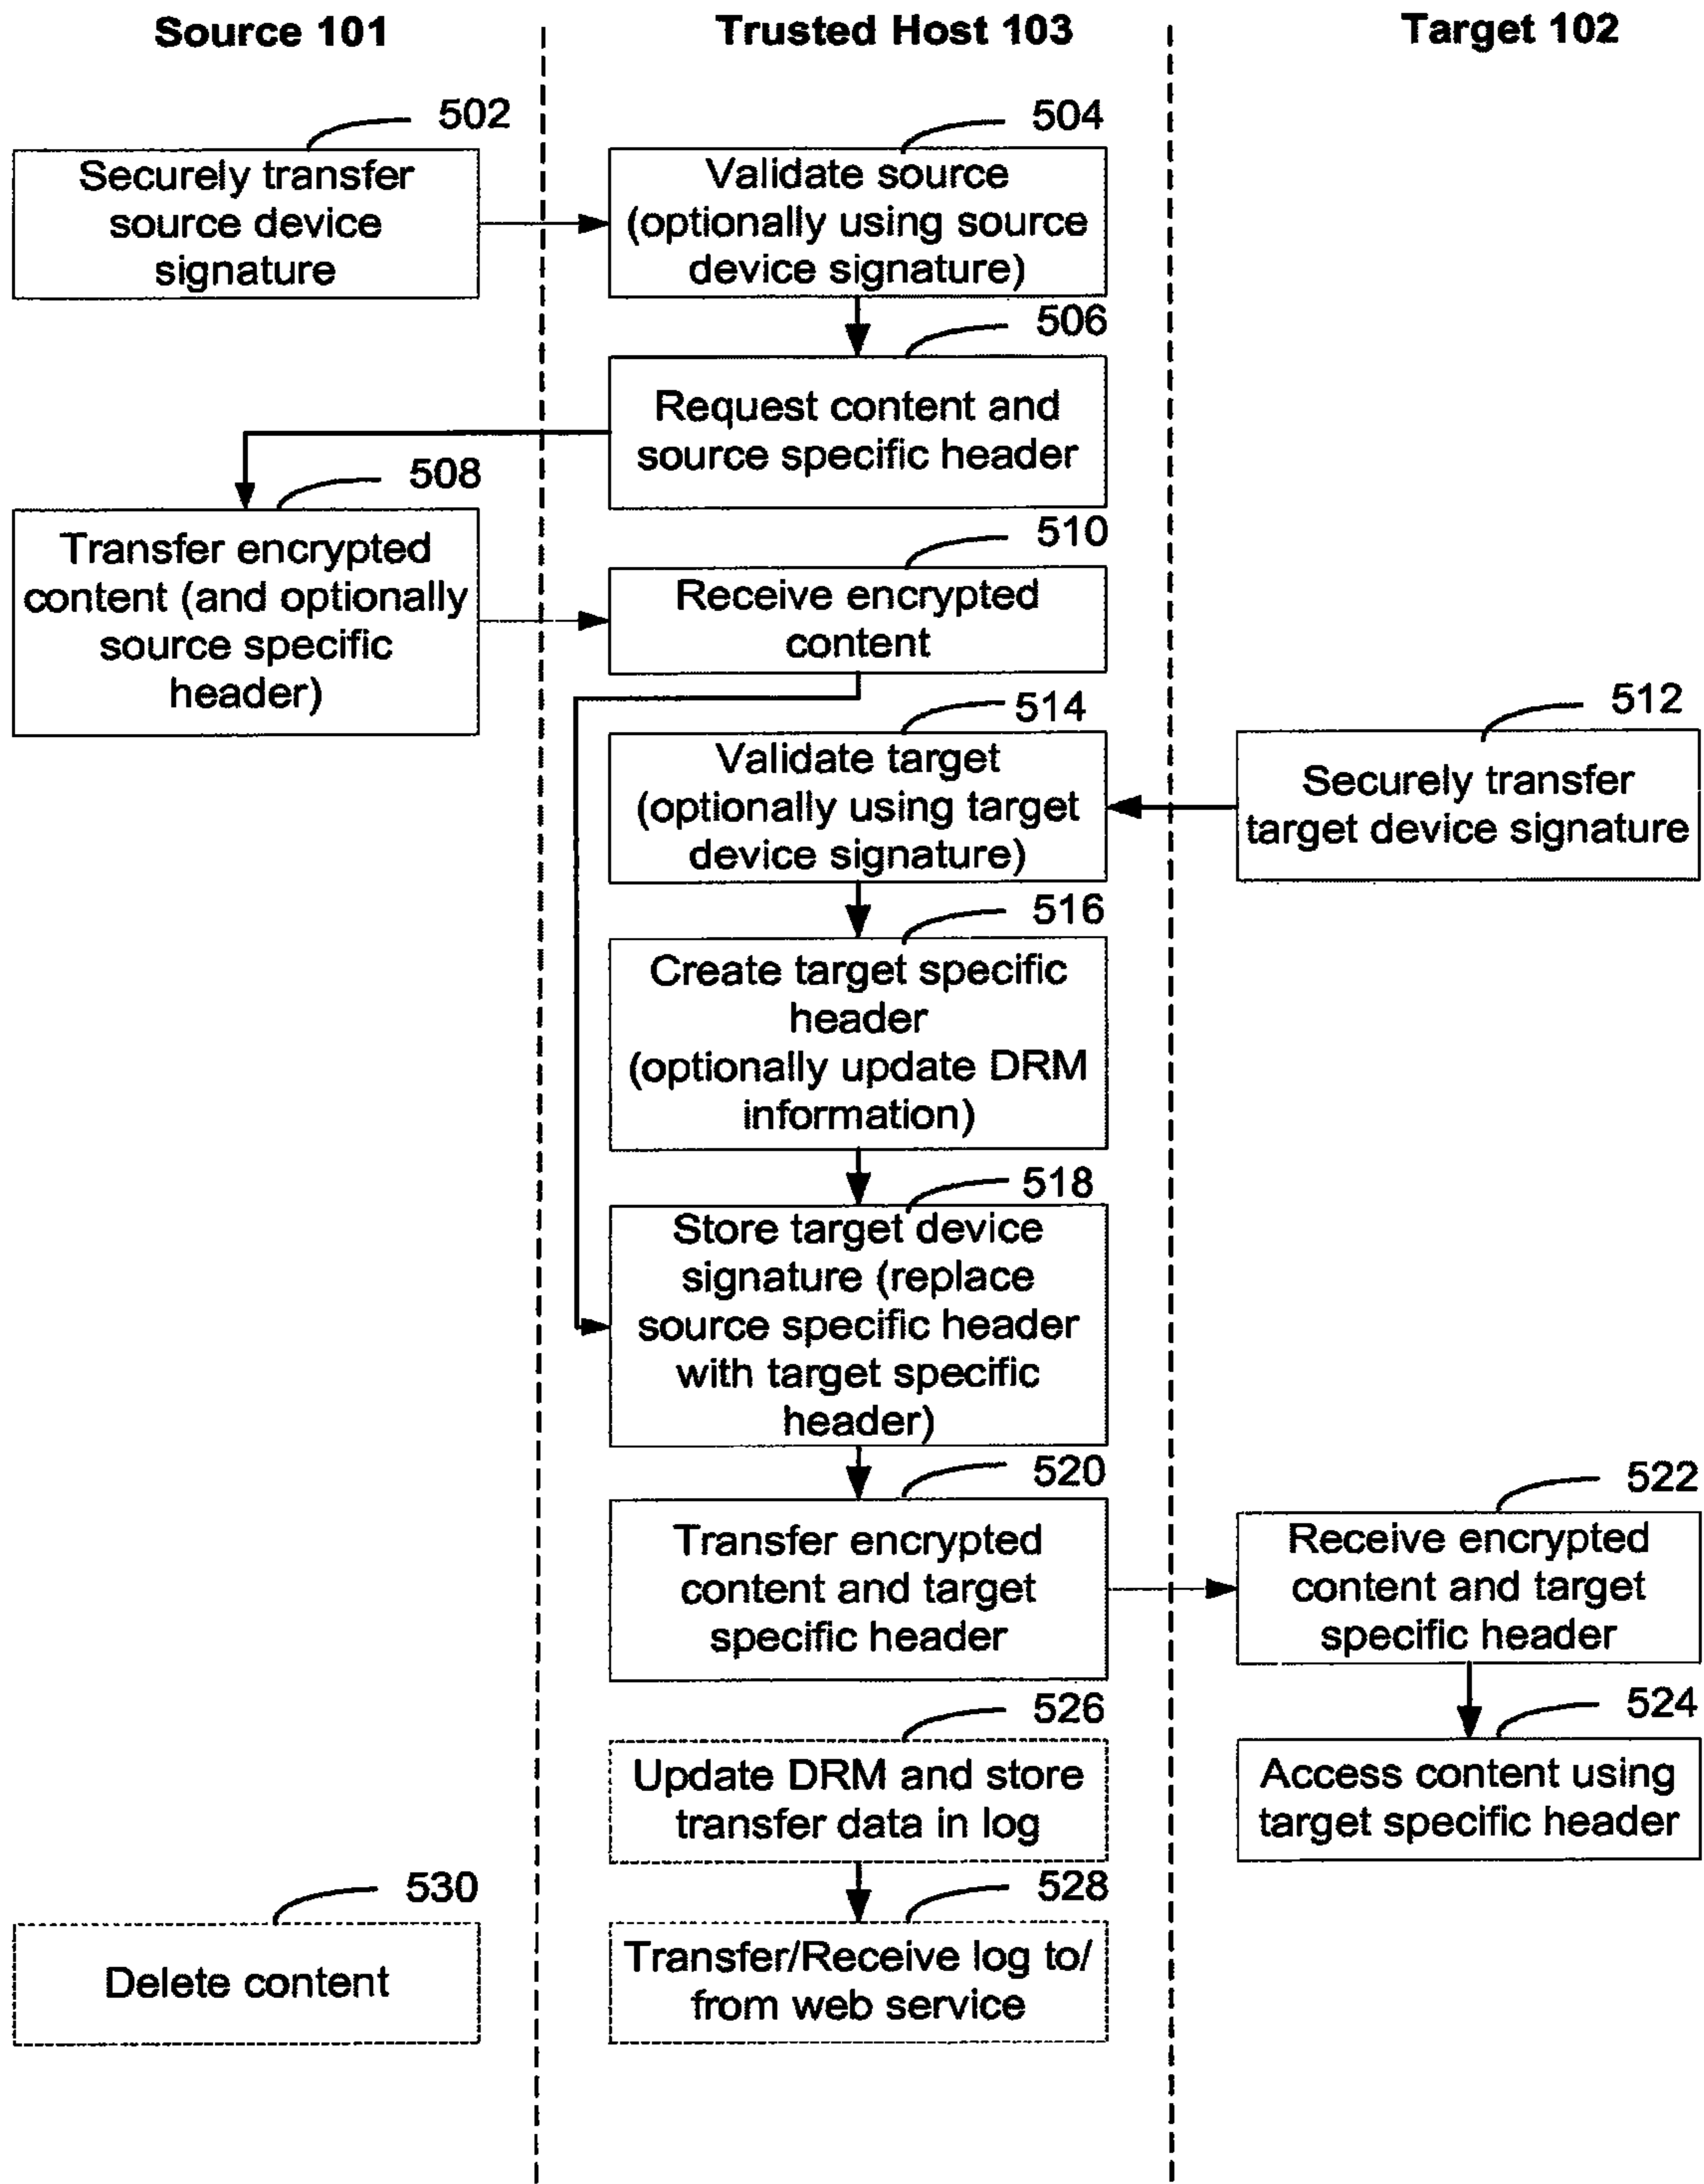 Source 101
Trusted Host 103
Target 102
502
Securely transfer
source device
signature
504
Validate source
(optionally using source
device signature)
506
Request content and
source specific header
508
Transfer encrypted
content (and optionally
source specific
header)
510
Receive encrypted
content
512
Securely transfer
target device signature
514
Validate target
(optionally using target
device signature)
516
Create target specific
header
(optionally update DRM
information)
518
Store target device
signature (replace
source specific header
with target specific
header)
520
Transfer encrypted
content and target
specific header
522
Receive encrypted
content and target
specific header
524
Access content using
target specific header
526
Update DRM and store
transfer data in log
528
Transfer/Receive log to/
from web service
530
Delete content